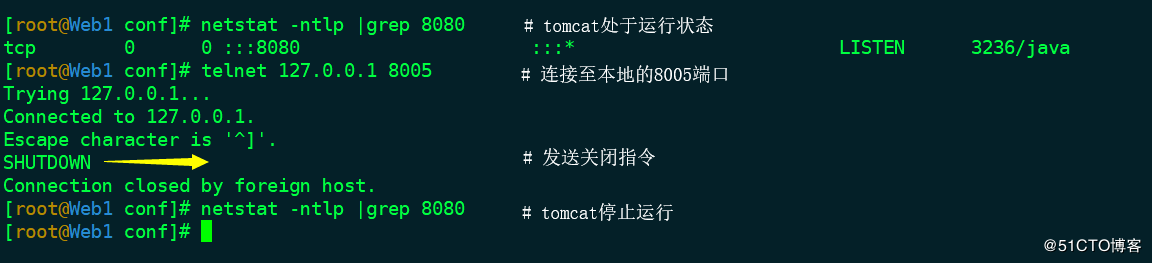 [root@Web1 conf]# netstat -ntlp |grep 8080 # tomcat处于运行状态
tcp 0 0 :::8080 :::* LISTEN 3236/java
[root@Web1 conf]# telnet 127.0.0.1 8005 # 连接至本地的8005端口
Trying 127.0.0.1...
Connected to 127.0.0.1.
Escape character is '^]'.
SHUTDOWN # 发送关闭指令
Connection closed by foreign host.
[root@Web1 conf]# netstat -ntlp |grep 8080 # tomcat停止运行
[root@Web1 conf]#
@51CTO博客